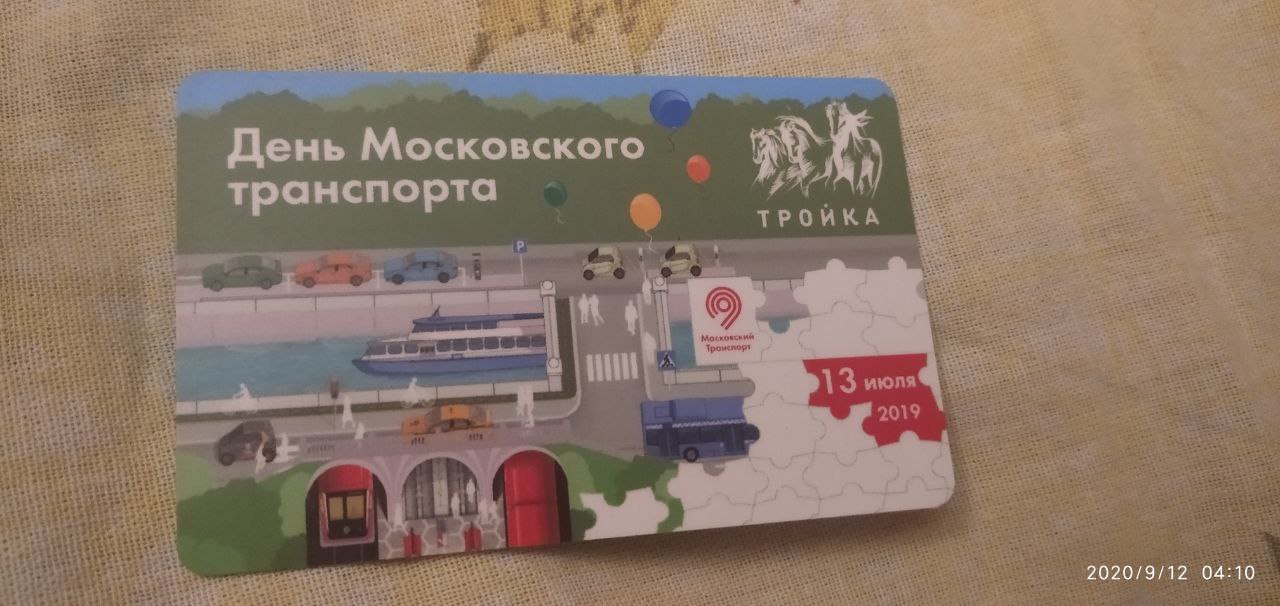 День Московского
транспорта
ТРОЙКА
P
Московский
Транспорт
13 июля
2019
2020/9/12 04:10